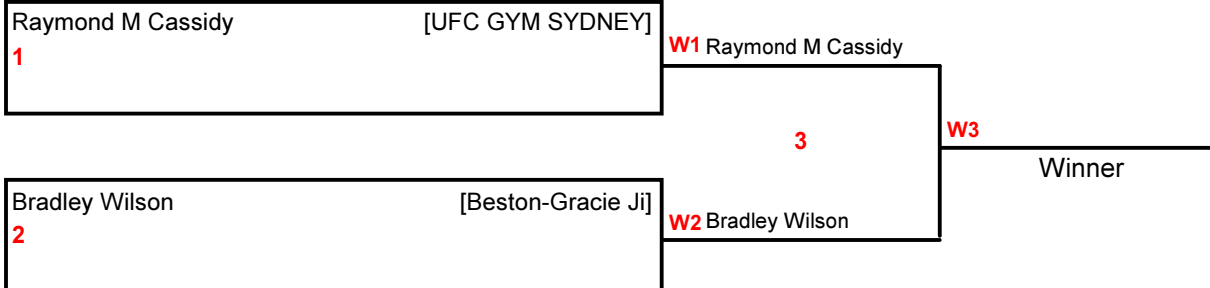 Raymond M Cassidy [UFC GYM SYDNEY]
1
W1 Raymond M Cassidy
3
W3
Winner
Bradley Wilson [Beston-Gracie Ji]
2
W2 Bradley Wilson